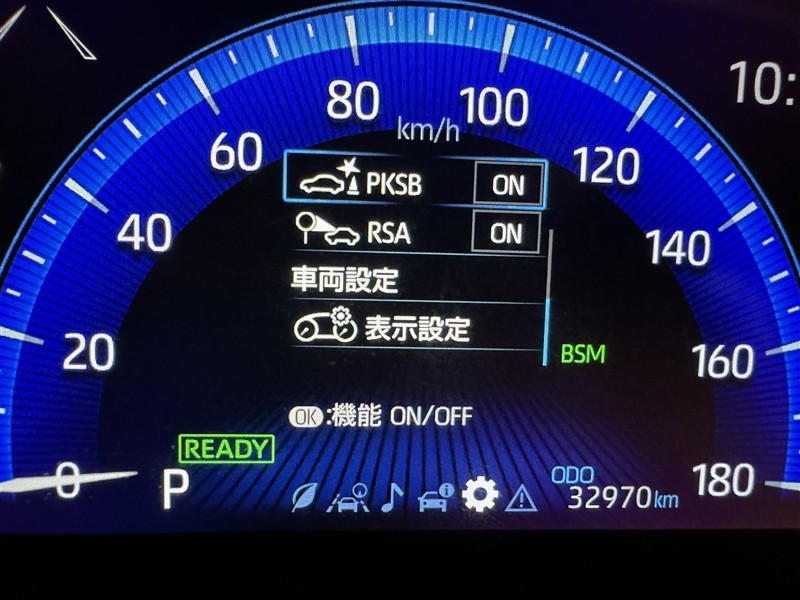 10:
80
100
km/h
60
120
PKSB ON
40
RSA ON
140
車両設定
表示設定
20
BSM
160
OK:機能 ON/OFF
READY
0
P
ODO
32970km
180